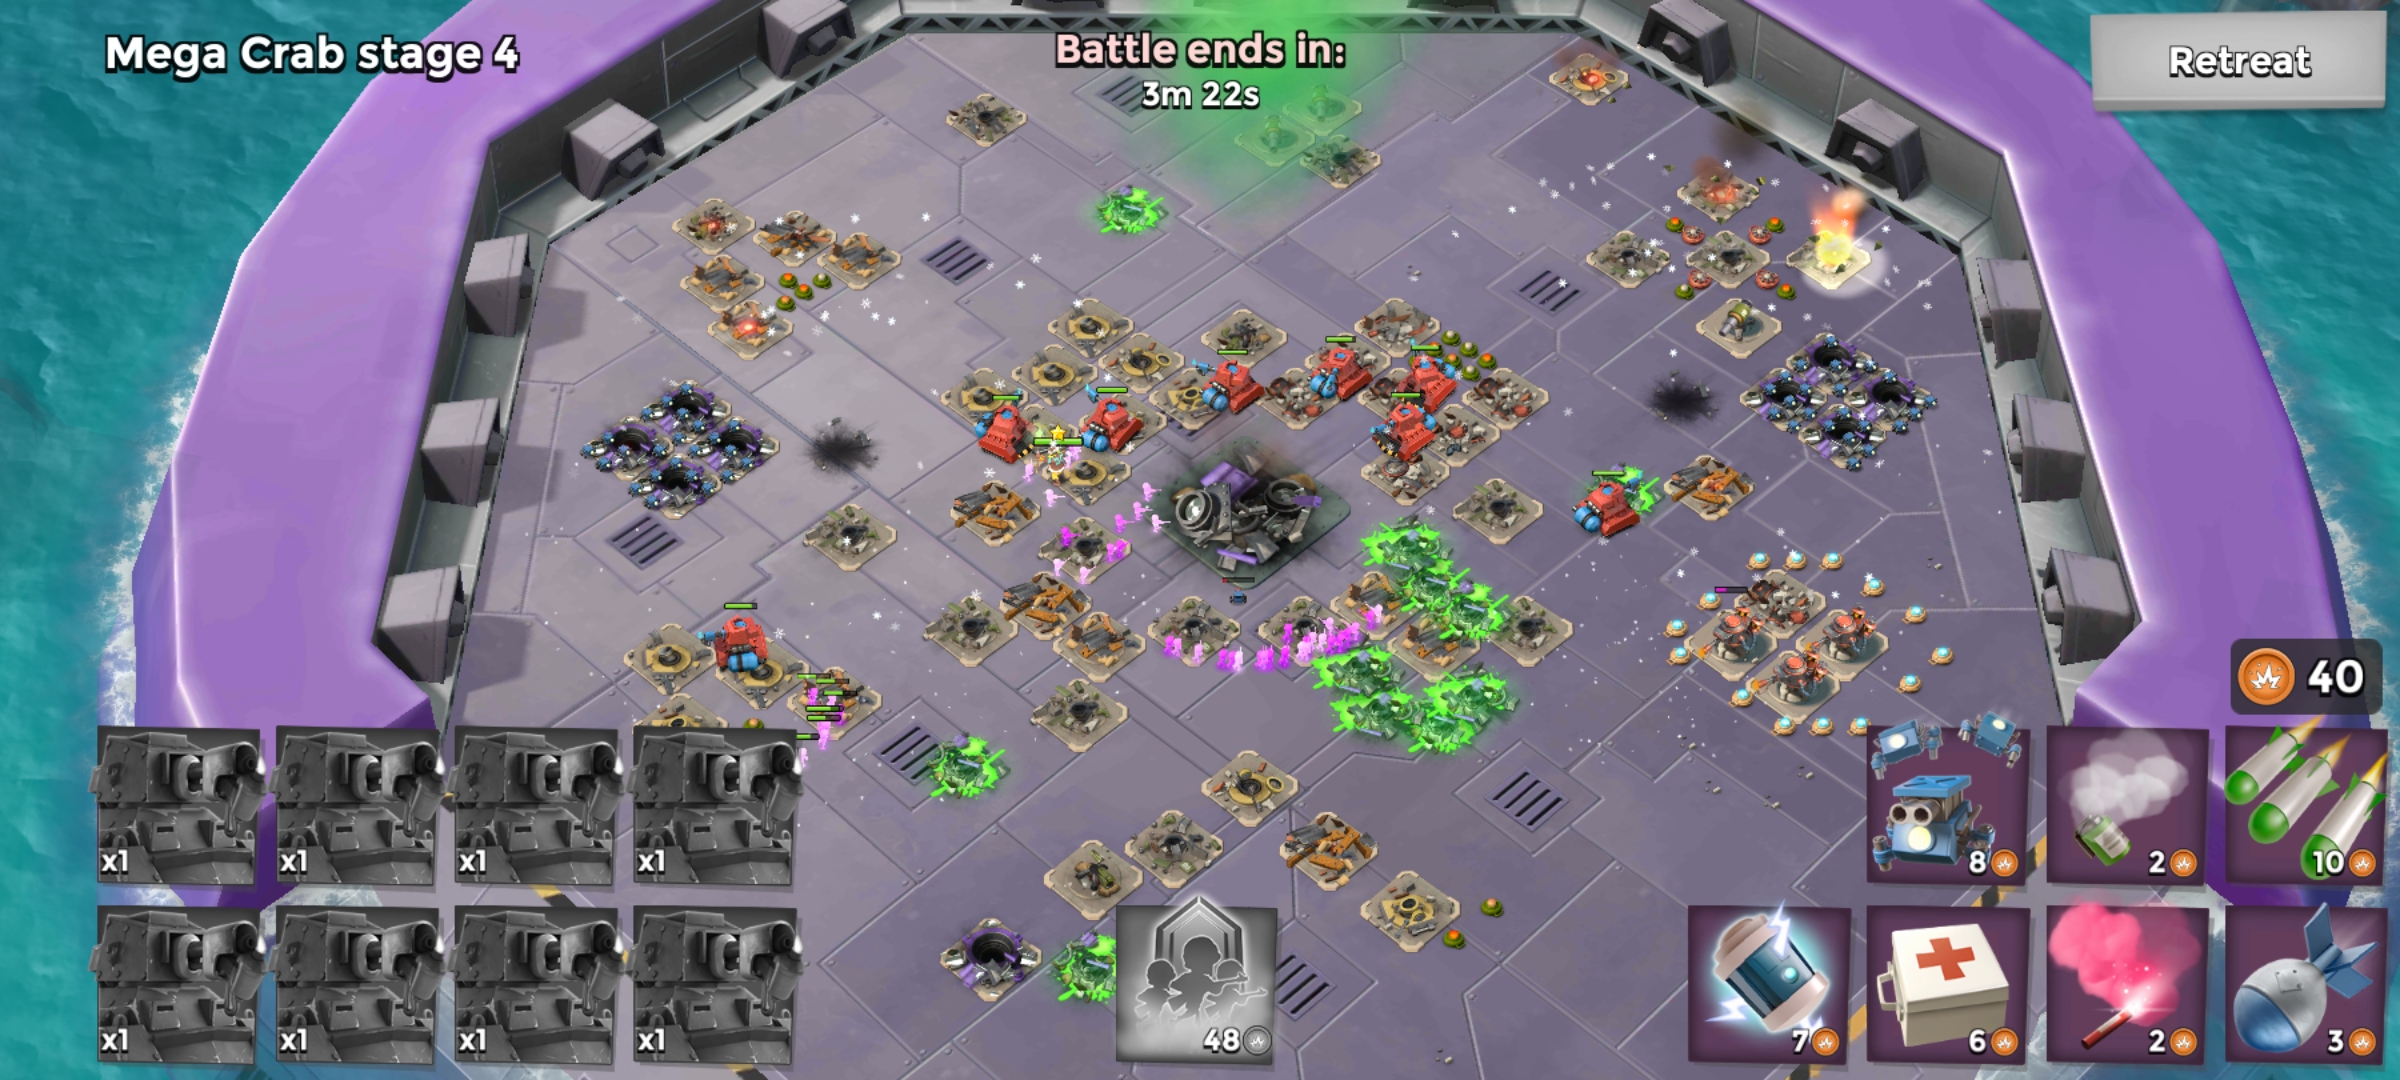 Mega Crab stage 4
Battle ends in:
3m 22s
Retreat
40
x1
x1
x1
x1
8
2
10
x1
x1
x1
x1
48
7
6
2
3